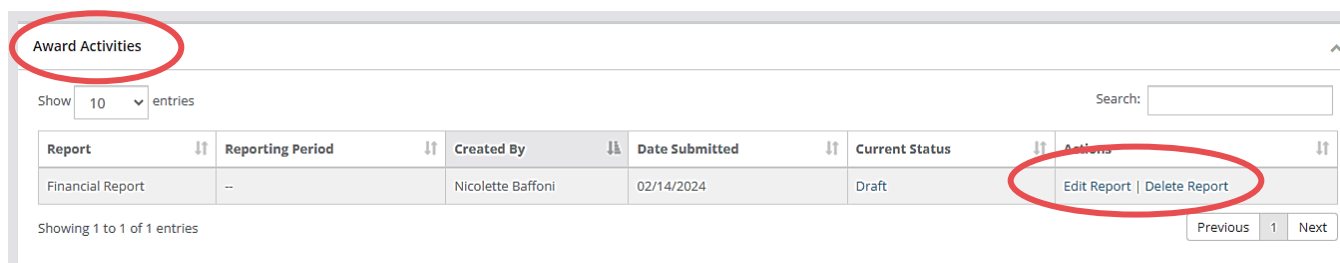 Award Activities
Show 10 entries Search:
Report Reporting Period Created By Date Submitted Current Status Actions
Financial Report -- Nicolette Baffoni 02/14/2024 Draft Edit Report | Delete Report
Showing 1 to 1 of 1 entries Previous 1 Next